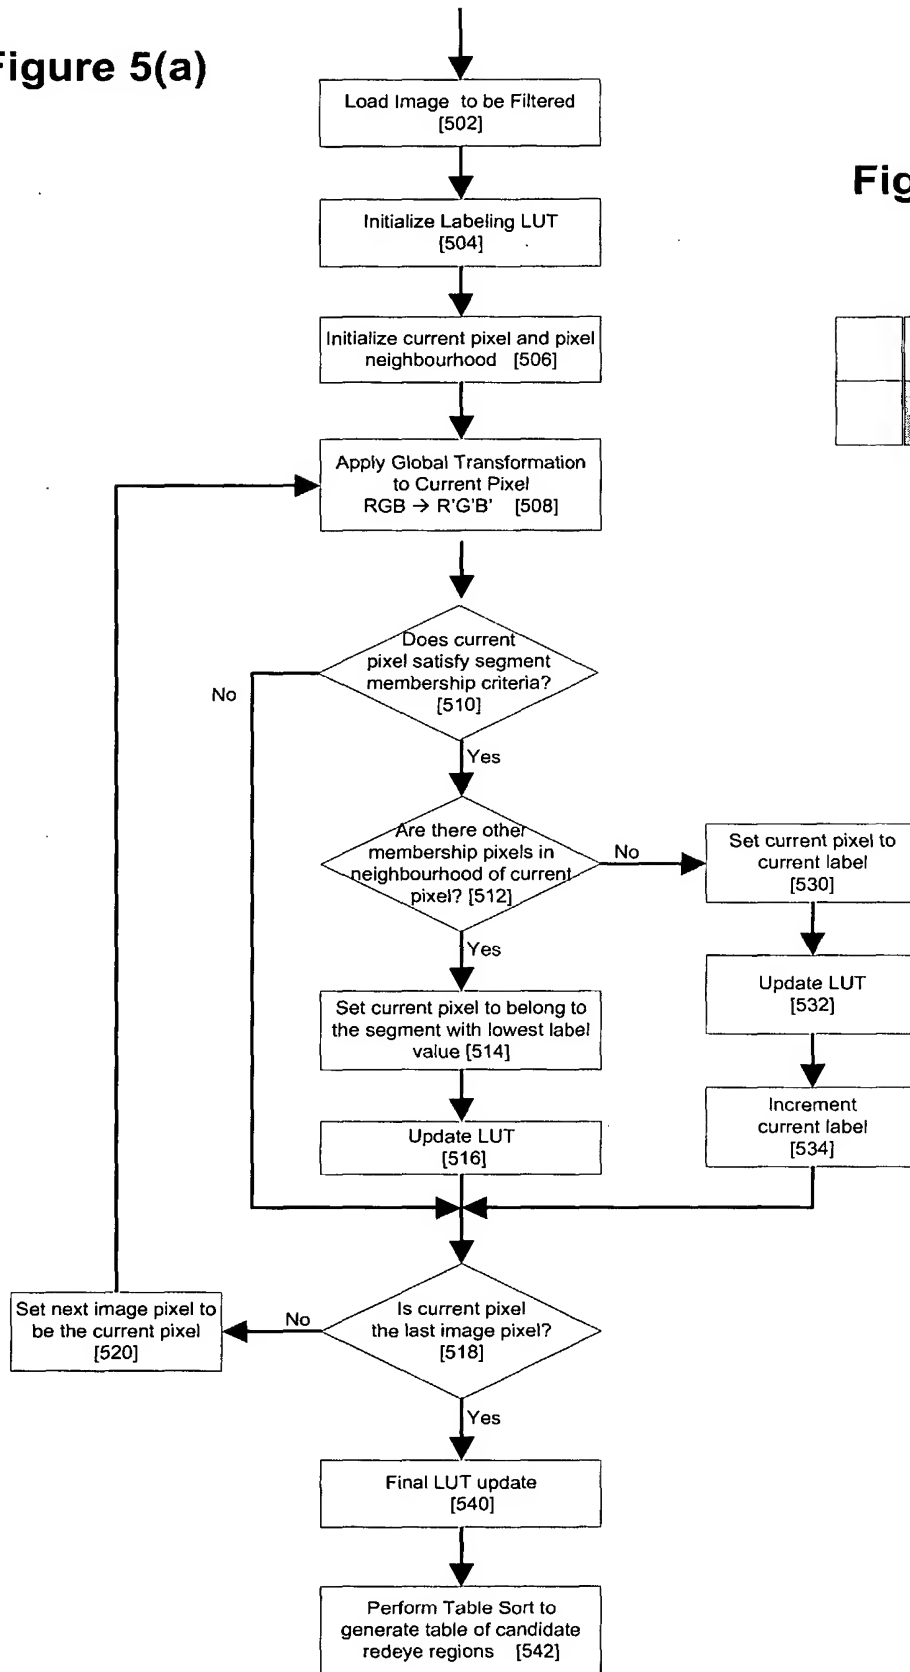 Figure 5(a)
Load Image to be Filtered
[502]
Fig
Initialize Labeling LUT
[504]
Initialize current pixel and pixel
neighbourhood [506]
Apply Global Transformation
to Current Pixel
RGB → R'G'B' [508]
Does current
pixel satisfy segment
membership criteria?
[510]
No
Yes
Are there other
membership pixels in
neighbourhood of current
pixel? [512]
No
Set current pixel to
current label
[530]
Yes
Update LUT
[532]
Set current pixel to belong to
the segment with lowest label
value [514]
Increment
current label
[534]
Update LUT
[516]
Set next image pixel to
be the current pixel
[520]
No
Is current pixel
the last image pixel?
[518]
Yes
Final LUT update
[540]
Perform Table Sort to
generate table of candidate
redeye regions [542]